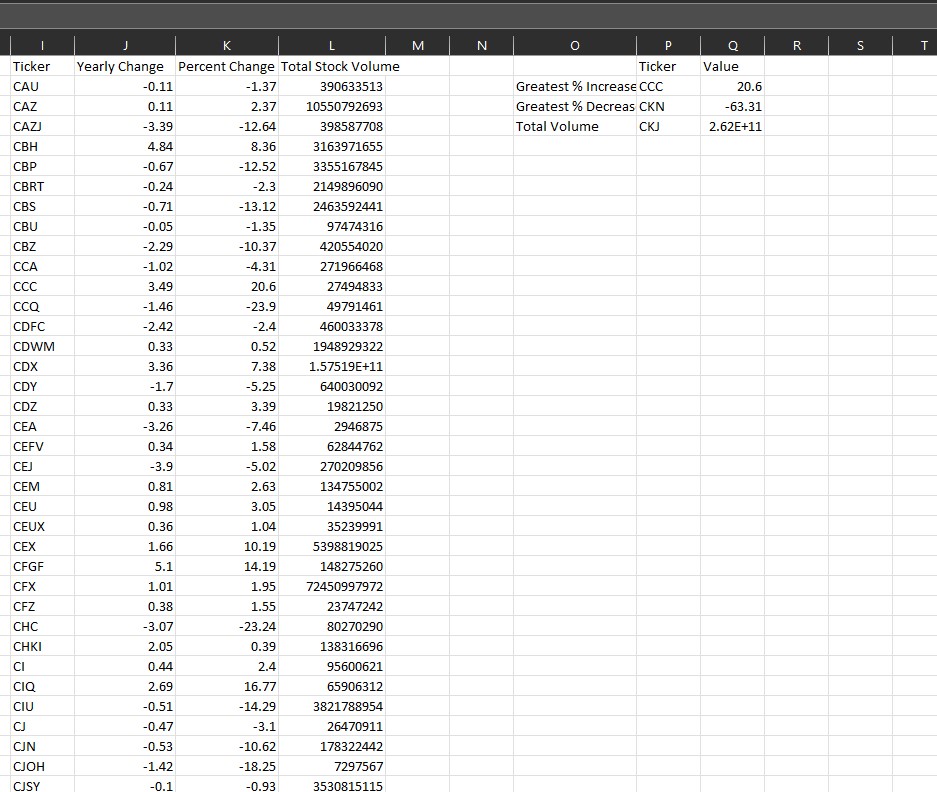 I J K L M N O P Q R S T
Ticker Yearly Change Percent Change Total Stock Volume Ticker Value
CAU -0.11 -1.37 390633513 Greatest % Increase CCC 20.6
CAZ 0.11 2.37 10550792693 Greatest % Decreas CKN -63.31
CAZJ -3.39 -12.64 398587708 Total Volume CKJ 2.62E+11
CBH 4.84 8.36 3163971655
CBP -0.67 -12.52 3355167845
CBRT -0.24 -2.3 2149896090
CBS -0.71 -13.12 2463592441
CBU -0.05 -1.35 97474316
CBZ -2.29 -10.37 420554020
CCA -1.02 -4.31 271966468
CCC 3.49 20.6 27494833
CCQ -1.46 -23.9 49791461
CDFC -2.42 -2.4 460033378
CDWM 0.33 0.52 1948929322
CDX 3.36 7.38 1.57519E+11
CDY -1.7 -5.25 640030092
CDZ 0.33 3.39 19821250
CEA -3.26 -7.46 2946875
CEFV 0.34 1.58 62844762
CEJ -3.9 -5.02 270209856
CEM 0.81 2.63 134755002
CEU 0.98 3.05 14395044
CEUX 0.36 1.04 35239991
CEX 1.66 10.19 5398819025
CFGF 5.1 14.19 148275260
CFX 1.01 1.95 72450997972
CFZ 0.38 1.55 23747242
CHC -3.07 -23.24 80270290
CHKI 2.05 0.39 138316696
CI 0.44 2.4 95600621
CIQ 2.69 16.77 65906312
CIU -0.51 -14.29 3821788954
CJ -0.47 -3.1 26470911
CJN -0.53 -10.62 178322442
CJOH -1.42 -18.25 7297567
CJSY -0.1 -0.93 3530815115